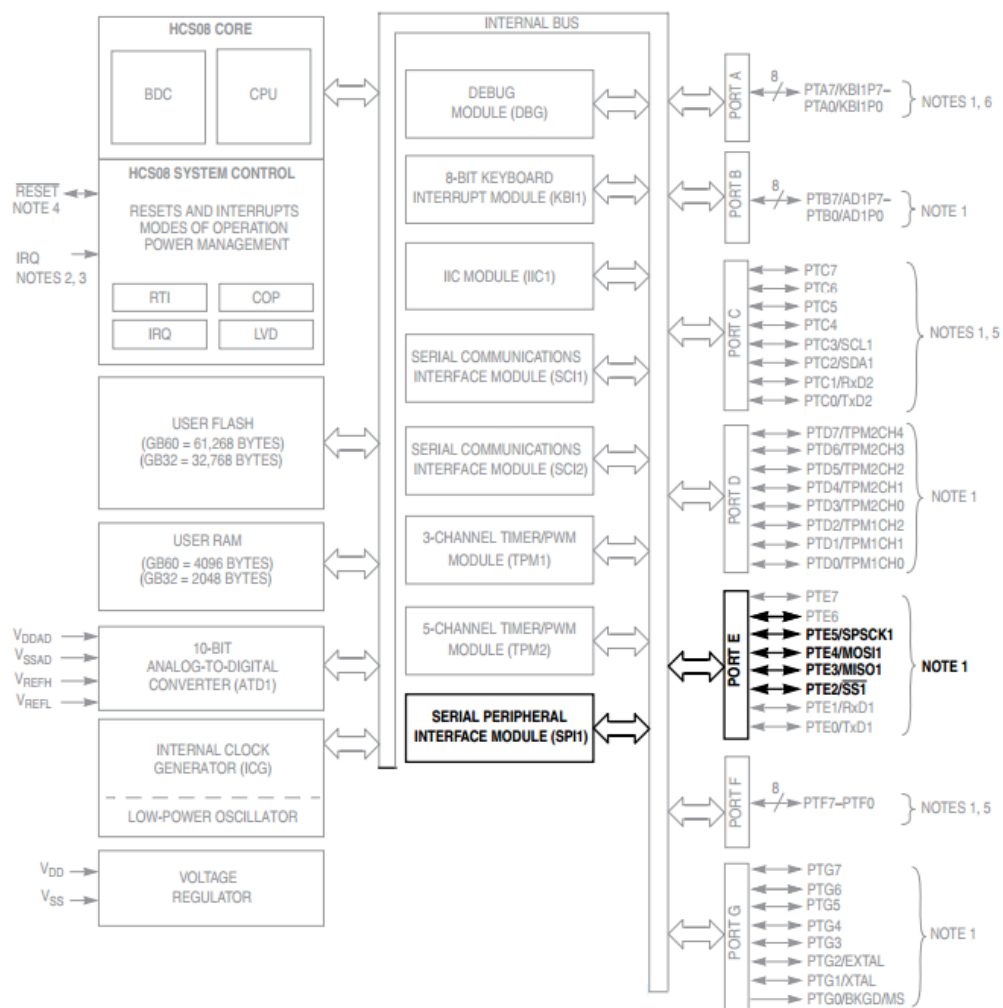 HCS08 CORE
BDC
CPU
HCS08 SYSTEM CONTROL
RESETS AND INTERRUPTS
MODES OF OPERATION
POWER MANAGEMENT
RTI
COP
IRQ
LVD
RESET
NOTE 4
IRQ
NOTES 2, 3
USER FLASH
(GB60 = 61,268 BYTES)
(GB32 = 32,768 BYTES)
USER RAM
(GB60 = 4096 BYTES)
(GB32 = 2048 BYTES)
VDDAD
VSSAD
VREFH
VREFL
10-BIT
ANALOG-TO-DIGITAL
CONVERTER (ATD1)
INTERNAL CLOCK
GENERATOR (ICG)
LOW-POWER OSCILLATOR
VDD
VSS
VOLTAGE
REGULATOR
INTERNAL BUS
DEBUG
MODULE (DBG)
8-BIT KEYBOARD
INTERRUPT MODULE (KBI1)
IIC MODULE (IIC1)
SERIAL COMMUNICATIONS
INTERFACE MODULE (SCI1)
SERIAL COMMUNICATIONS
INTERFACE MODULE (SCI2)
3-CHANNEL TIMER/PWM
MODULE (TPM1)
5-CHANNEL TIMER/PWM
MODULE (TPM2)
SERIAL PERIPHERAL
INTERFACE MODULE (SPI1)
PORT A
8
PTA7/KBI1P7–
PTA0/KBI1P0
NOTES 1, 6
PORT B
8
PTB7/AD1P7–
PTB0/AD1P0
NOTE 1
PORT C
PTC7
PTC6
PTC5
PTC4
PTC3/SCL1
PTC2/SDA1
PTC1/RxD2
PTC0/TxD2
NOTES 1, 5
PORT D
PTD7/TPM2CH4
PTD6/TPM2CH3
PTD5/TPM2CH2
PTD4/TPM2CH1
PTD3/TPM2CH0
PTD2/TPM1CH2
PTD1/TPM1CH1
PTD0/TPM1CH0
NOTE 1
PORT E
PTE7
PTE6
PTE5/SPSCK1
PTE4/MOSI1
PTE3/MISO1
PTE2/SS1
PTE1/RxD1
PTE0/TxD1
NOTE 1
PORT F
8
PTF7–PTF0
NOTES 1, 5
PORT G
PTG7
PTG6
PTG5
PTG4
PTG3
PTG2/EXTAL
PTG1/XTAL
PTG0/BKGD/MS
NOTE 1